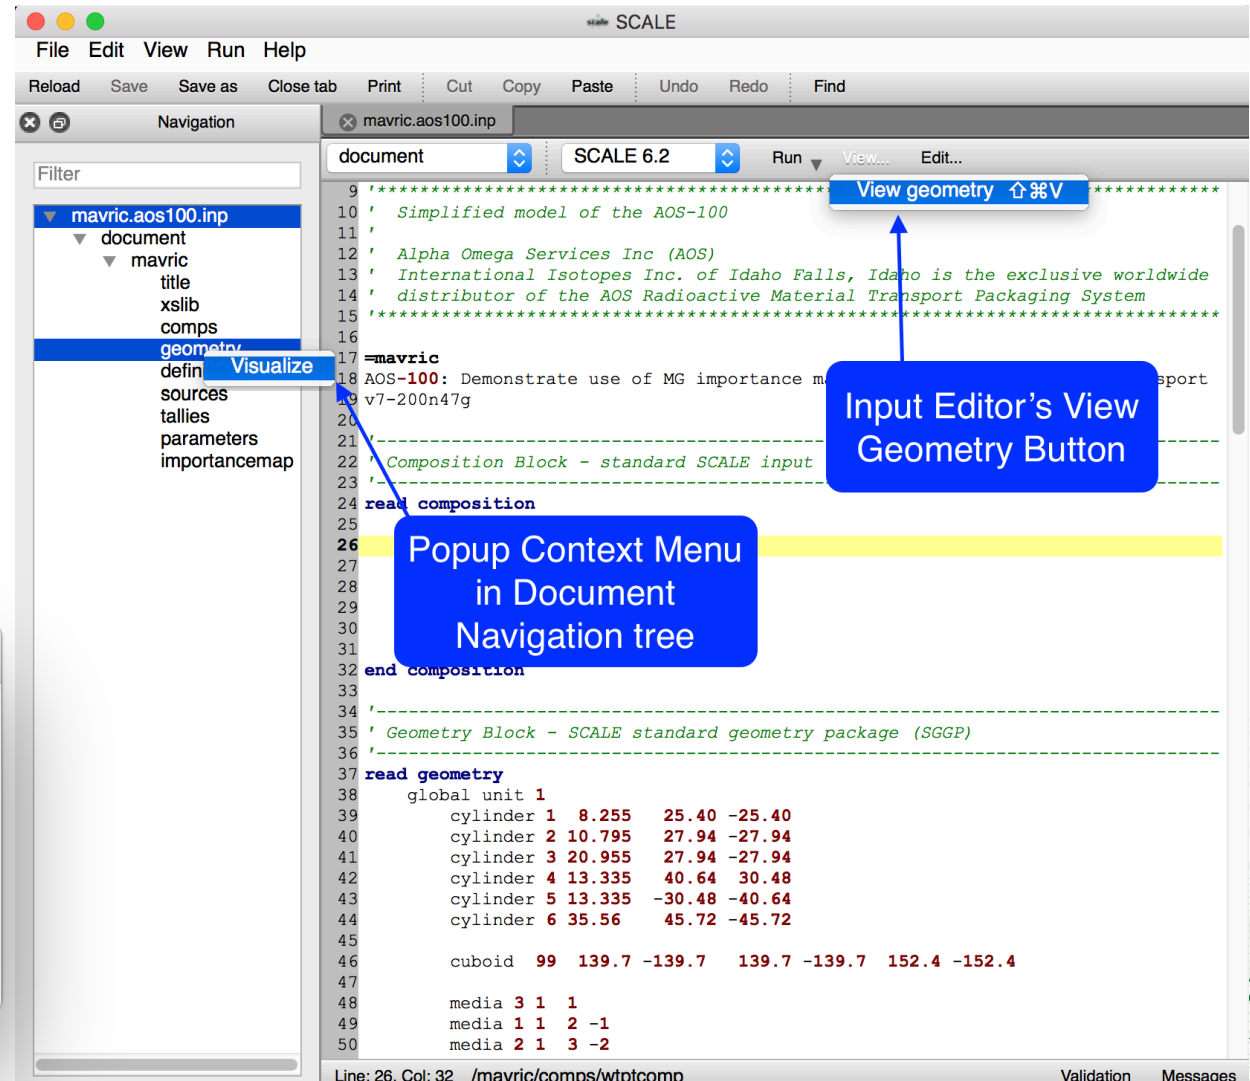 scale SCALE
File Edit View Run Help
Reload Save Save as Close tab Print Cut Copy Paste Undo Redo Find
Navigation
mavric.aos100.inp
document SCALE 6.2 Run View... Edit...
View geometry ⇧⌘V
Filter
mavric.aos100.inp
document
mavric
title
xslib
comps
geometry
defin
Visualize
sources
tallies
parameters
importancemap
9 '*******************************************************************************
10 ' Simplified model of the AOS-100
11 '
12 ' Alpha Omega Services Inc (AOS)
13 ' International Isotopes Inc. of Idaho Falls, Idaho is the exclusive worldwide
14 ' distributor of the AOS Radioactive Material Transport Packaging System
15 '*******************************************************************************
16
17 =mavric
18 AOS-100: Demonstrate use of MG importance m sport
19 v7-200n47g
20
21 '-------------------------------------------------------------------------------
22 ' Composition Block - standard SCALE input
23 '-------------------------------------------------------------------------------
24 read composition
25
26
27
28
29
30
31
32 end composition
33
34 '-------------------------------------------------------------------------------
35 ' Geometry Block - SCALE standard geometry package (SGGP)
36 '-------------------------------------------------------------------------------
37 read geometry
38 global unit 1
39 cylinder 1 8.255 25.40 -25.40
40 cylinder 2 10.795 27.94 -27.94
41 cylinder 3 20.955 27.94 -27.94
42 cylinder 4 13.335 40.64 30.48
43 cylinder 5 13.335 -30.48 -40.64
44 cylinder 6 35.56 45.72 -45.72
45
46 cuboid 99 139.7 -139.7 139.7 -139.7 152.4 -152.4
47
48 media 3 1 1
49 media 1 1 2 -1
50 media 2 1 3 -2
Input Editor's View
Geometry Button
Popup Context Menu
in Document
Navigation tree
Line: 26, Col: 32 /mavric/comps/wtptcomp Validation Messages